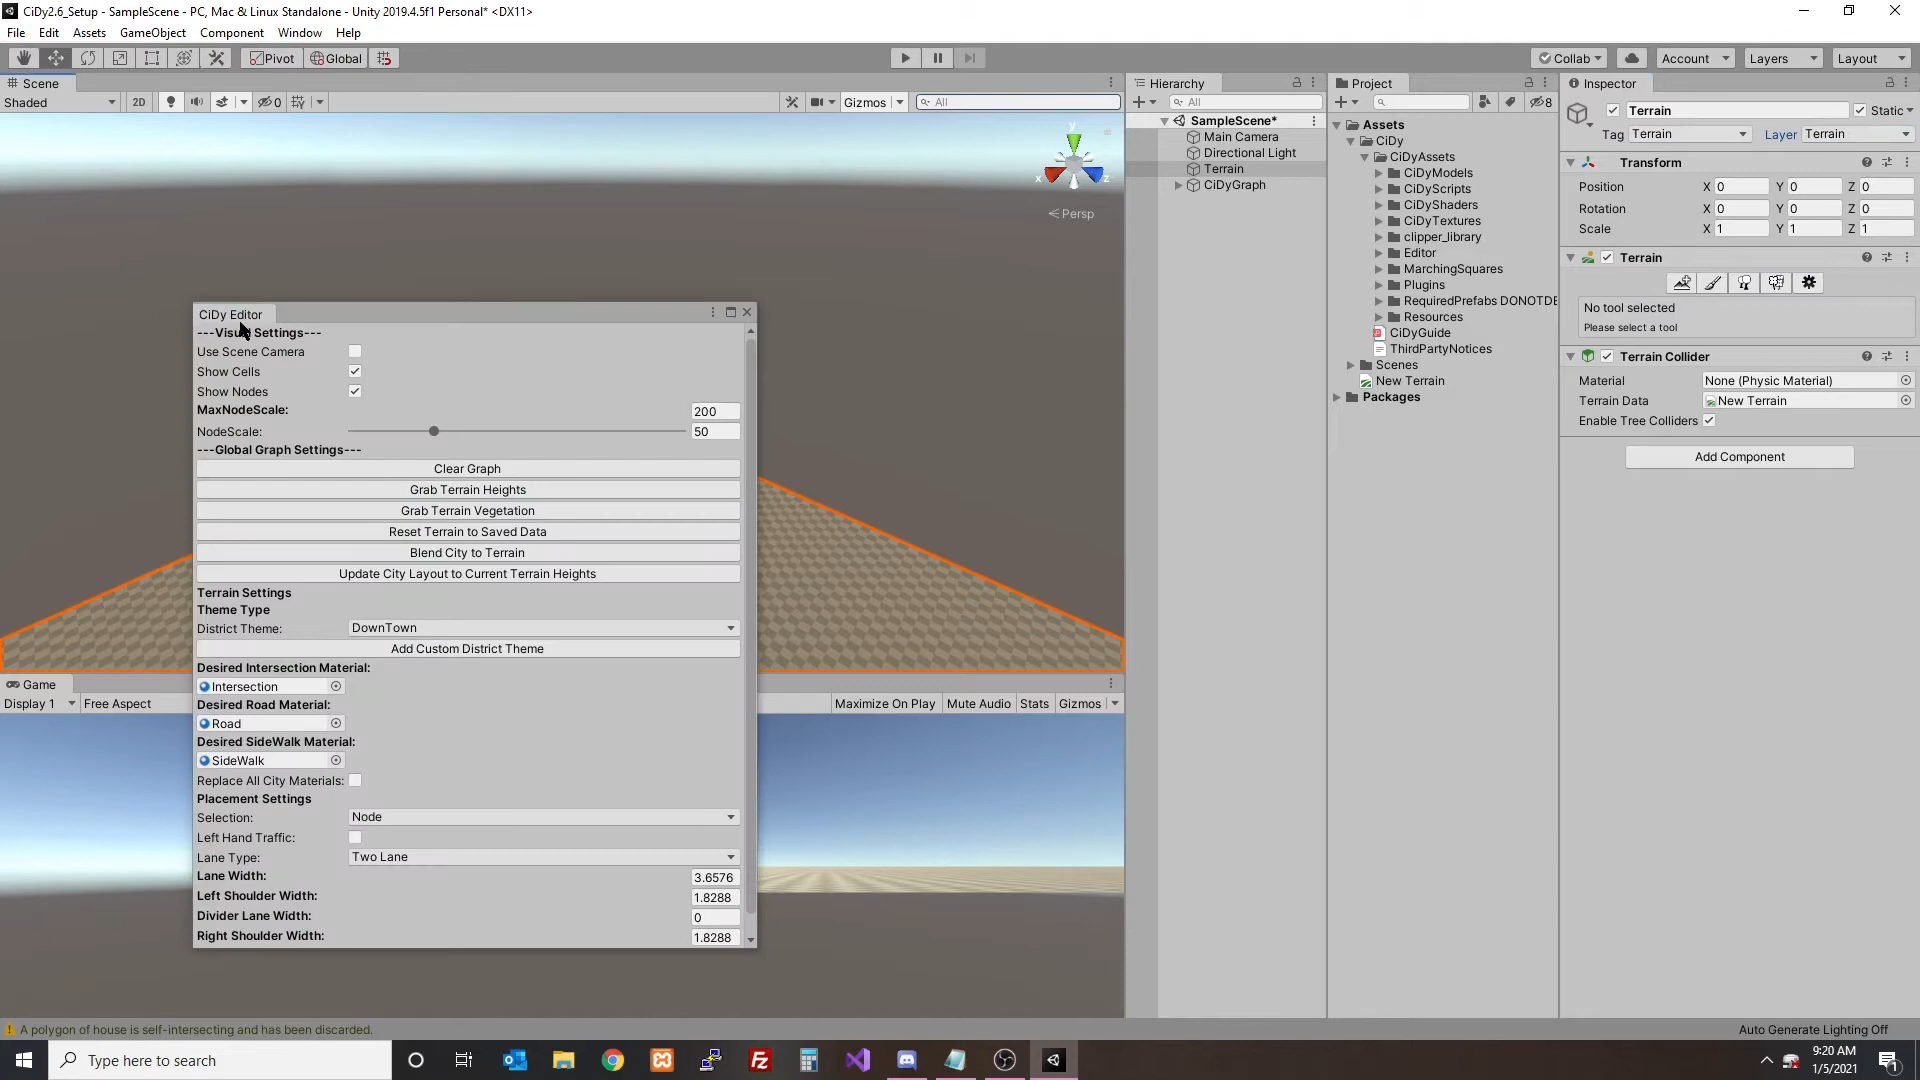 CiDy2.6_Setup - SampleScene - PC, Mac & Linux Standalone - Unity 2019.4.5f1 Personal* <DX11>
File Edit Assets GameObject Component Window Help
Pivot Global Collab Account Layers Layout
Scene
Shaded 2D 0 Gizmos All
y
x z
Persp
CiDy Editor
---Visual Settings---
Use Scene Camera
Show Cells
Show Nodes
MaxNodeScale: 200
NodeScale: 50
---Global Graph Settings---
Clear Graph
Grab Terrain Heights
Grab Terrain Vegetation
Reset Terrain to Saved Data
Blend City to Terrain
Update City Layout to Current Terrain Heights
Terrain Settings
Theme Type
District Theme: DownTown
Add Custom District Theme
Desired Intersection Material:
Intersection
Desired Road Material:
Road
Desired SideWalk Material:
SideWalk
Replace All City Materials:
Placement Settings
Selection: Node
Left Hand Traffic:
Lane Type: Two Lane
Lane Width: 3.6576
Left Shoulder Width: 1.8288
Divider Lane Width: 0
Right Shoulder Width: 1.8288
Game
Display 1 Free Aspect Maximize On Play Mute Audio Stats Gizmos
Hierarchy
All
SampleScene*
Main Camera
Directional Light
Terrain
CiDyGraph
Project
8
Assets
CiDy
CiDyAssets
CiDyModels
CiDyScripts
CiDyShaders
CiDyTextures
clipper_library
Editor
MarchingSquares
Plugins
RequiredPrefabs DONOTDE
Resources
CiDyGuide
ThirdPartyNotices
Scenes
New Terrain
Packages
Inspector
Terrain Static
Tag Terrain Layer Terrain
Transform
Position X 0 Y 0 Z 0
Rotation X 0 Y 0 Z 0
Scale X 1 Y 1 Z 1
Terrain
No tool selected
Please select a tool
Terrain Collider
Material None (Physic Material)
Terrain Data New Terrain
Enable Tree Colliders
Add Component
A polygon of house is self-intersecting and has been discarded.
Auto Generate Lighting Off
Type here to search
9:20 AM
1/5/2021
1